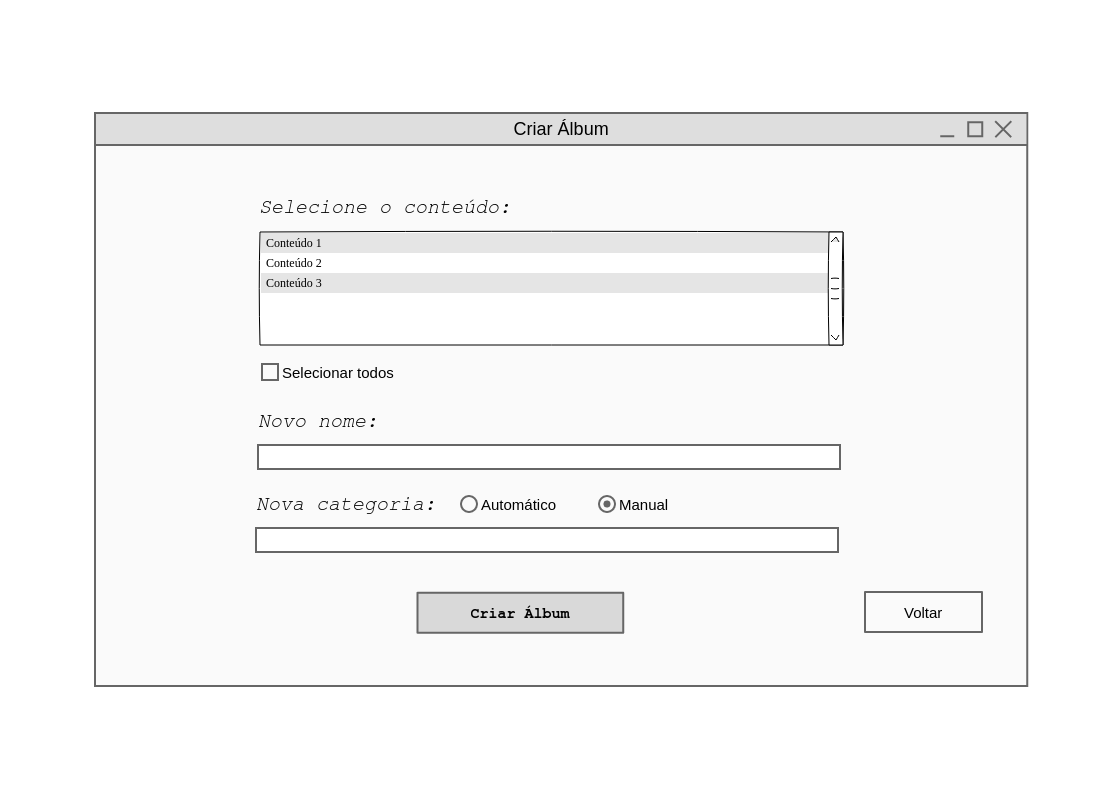 Criar Álbum
Selecione o conteúdo:
Conteúdo 1
Conteúdo 2
Conteúdo 3
Selecionar todos
Novo nome:
Nova categoria: Automático Manual
Criar Álbum Voltar